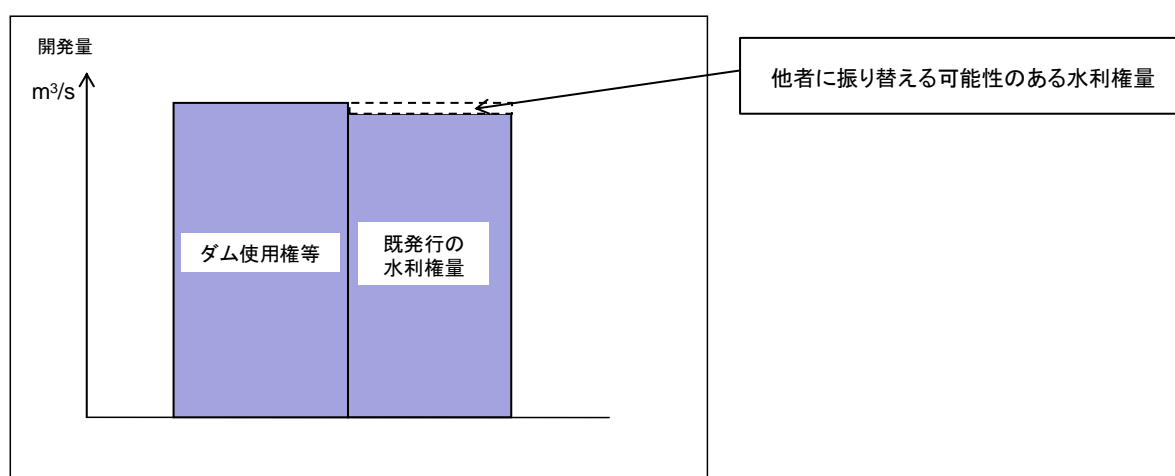 開発量
m³/s
他者に振り替える可能性のある水利権量
ダム使用権等
既発行の
水利権量